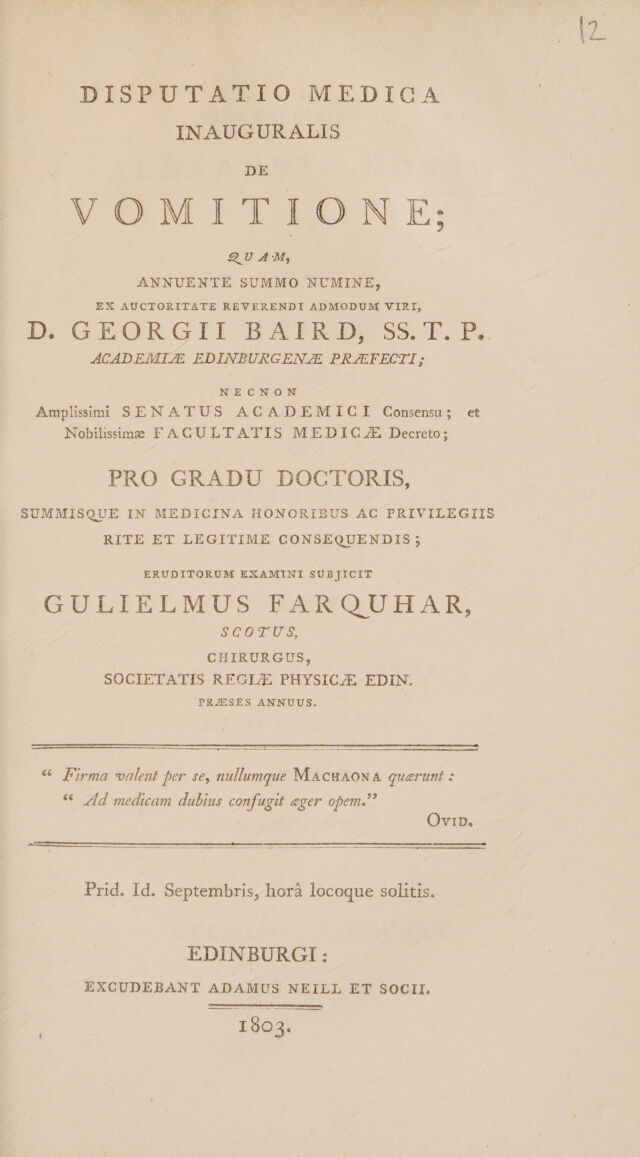 12
DISPUTATIO MEDICA
INAUGURALIS
DE
VOMITIONE;
QUAM,
ANNUENTE SUMMO NUMINE,
EX AUCTORITATE REVERENDI ADMODUM VIRI,
D. GEORGII BAIRD, SS. T. P.
ACADEMIÆ EDINBURGENÆ PRÆFECTI;
NECNON
Amplissimi SENATUS ACADEMICI Consensu; et
Nobilissimæ FACULTATIS MEDICÆ Decreto;
PRO GRADU DOCTORIS,
SUMMISQUE IN MEDICINA HONORIBUS AC PRIVILEGIIS
RITE ET LEGITIME CONSEQUENDIS;
ERUDITORUM EXAMINI SUBJICIT
GULIELMUS FARQUHAR,
SCOTUS,
CHIRURGUS,
SOCIETATIS REGIÆ PHYSICÆ EDIN.
PRÆSES ANNUUS.
“ Firma valent per se, nullumque MACHAONA quærunt :
“ Ad medicam dubius confugit æger opem.”
OVID.
Prid. Id. Septembris, horâ locoque solitis.
EDINBURGI:
EXCUDEBANT ADAMUS NEILL ET SOCII.
1803.